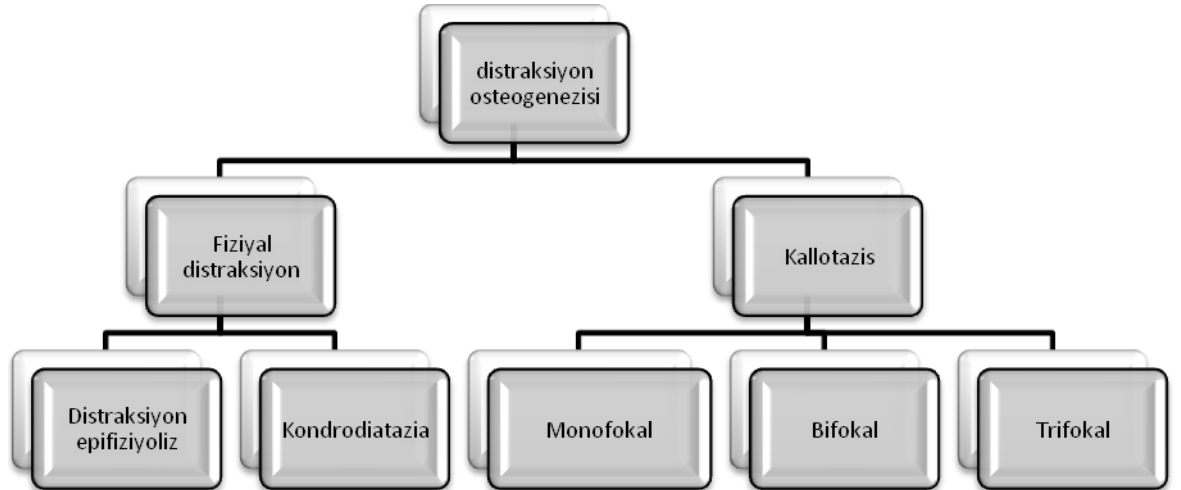 distraksiyon
osteogenezisi
Fiziyal
distraksiyon
Kallotazis
Distraksiyon
epifiziyoliz
Kondrodiatazia
Monofokal
Bifokal
Trifokal